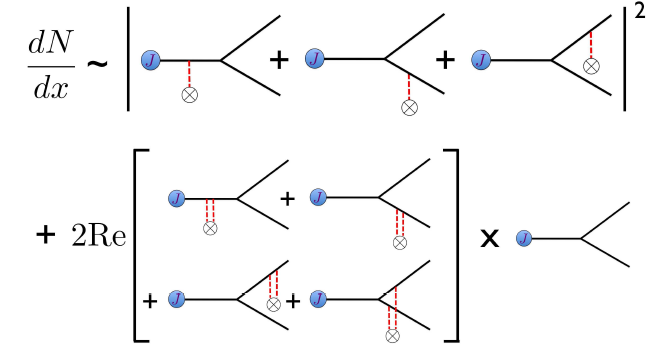 dN/dx ~ | J + J + J |²
+ 2Re [ J + J
+ J + J ] x J